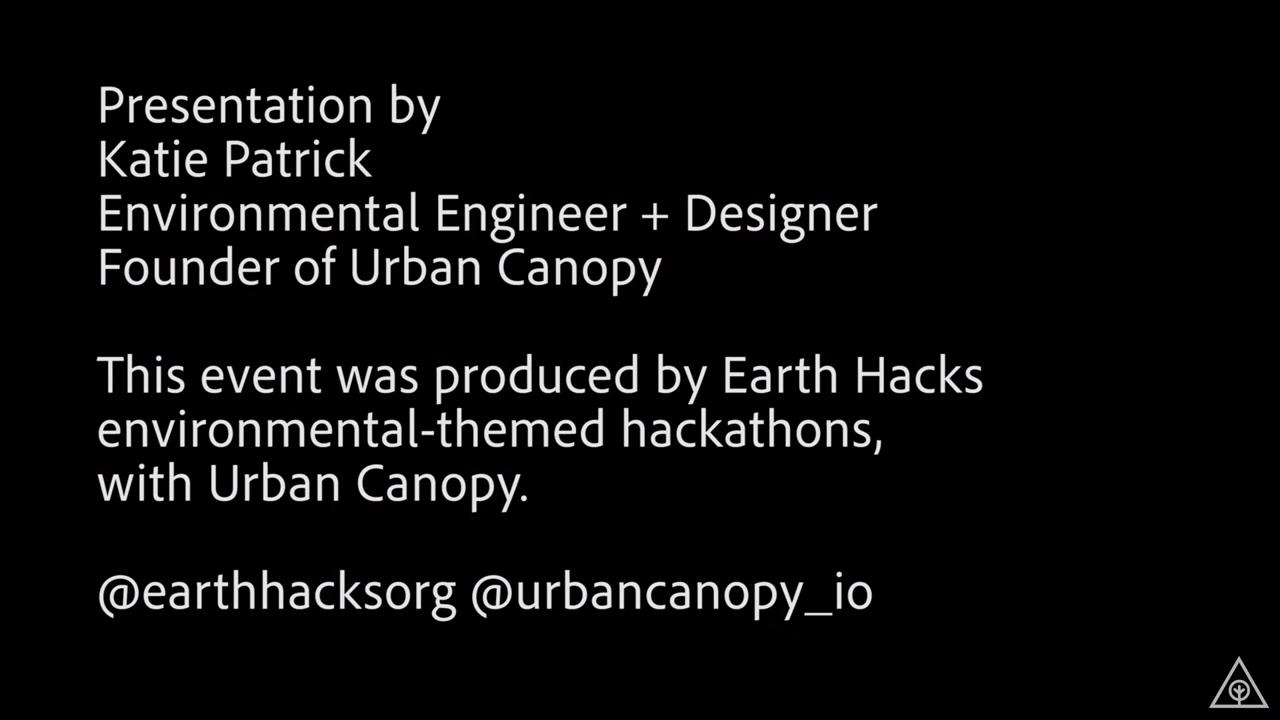 Presentation by
Katie Patrick
Environmental Engineer + Designer
Founder of Urban Canopy
This event was produced by Earth Hacks
environmental-themed hackathons,
with Urban Canopy.
@earthhacksorg @urbancanopy_io